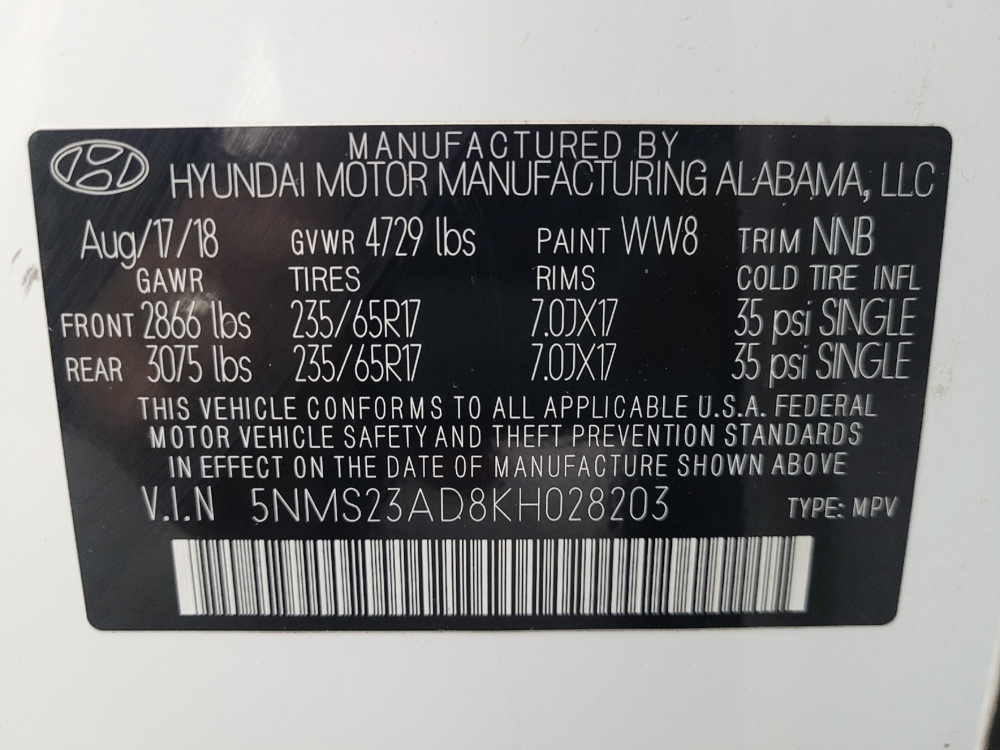 MANUFACTURED BY
HYUNDAI MOTOR MANUFACTURING ALABAMA, LLC
Aug/17/18 GVWR 4729 lbs PAINT WW8 TRIM NNB
GAWR TIRES RIMS COLD TIRE INFL
FRONT 2866 lbs 235/65R17 7.0JX17 35 psi SINGLE
REAR 3075 lbs 235/65R17 7.0JX17 35 psi SINGLE
THIS VEHICLE CONFORMS TO ALL APPLICABLE U.S.A. FEDERAL
MOTOR VEHICLE SAFETY AND THEFT PREVENTION STANDARDS
IN EFFECT ON THE DATE OF MANUFACTURE SHOWN ABOVE
V.I.N 5NMS23AD8KH028203 TYPE: MPV